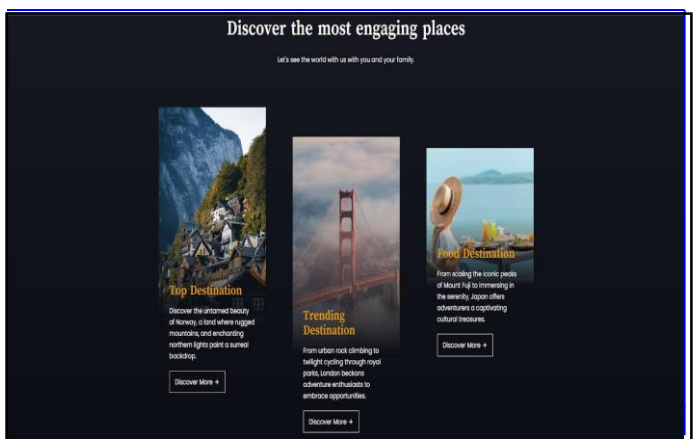 Discover the most engaging places
Let's see the world with us with you and your family.
Top Destination
Discover the untamed beauty
of Norway, a land where rugged
mountains, and enchanting
northern lights paint a surreal
backdrop.
Discover More →
Trending
Destination
From urban rock climbing to
twilight cycling through royal
parks, London beckons
adventure enthusiasts to
embrace opportunities.
Discover More →
Food Destination
From scaling the iconic peaks
of Mount Fuji to immersing in
the serenity, Japan offers
adventurers a captivating
cultural treasures.
Discover More →